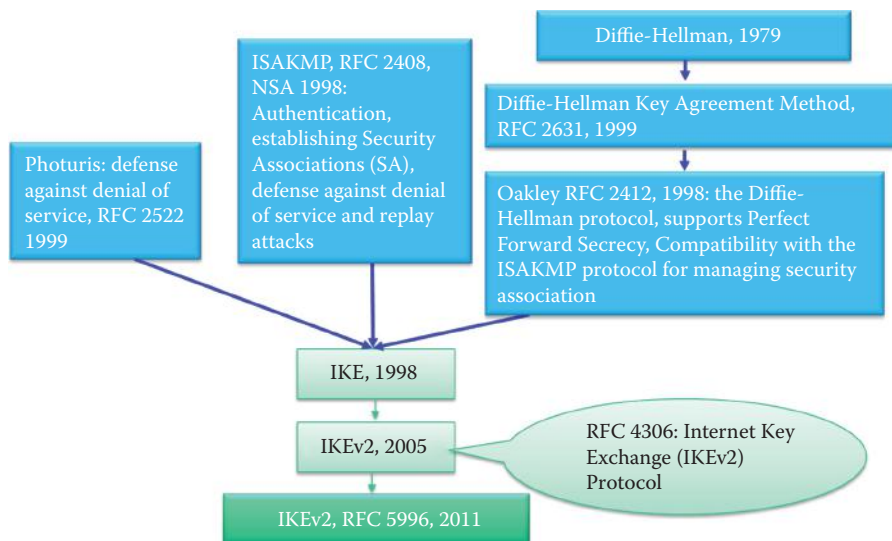 Diffie-Hellman, 1979
ISAKMP, RFC 2408,
NSA 1998:
Authentication,
establishing Security
Associations (SA),
defense against denial
of service and replay
attacks
Diffie-Hellman Key Agreement Method,
RFC 2631, 1999
Photuris: defense
against denial of
service, RFC 2522
1999
Oakley RFC 2412, 1998: the Diffie-
Hellman protocol, supports Perfect
Forward Secrecy, Compatibility with the
ISAKMP protocol for managing security
association
IKE, 1998
IKEv2, 2005
RFC 4306: Internet Key
Exchange (IKEv2)
Protocol
IKEv2, RFC 5996, 2011